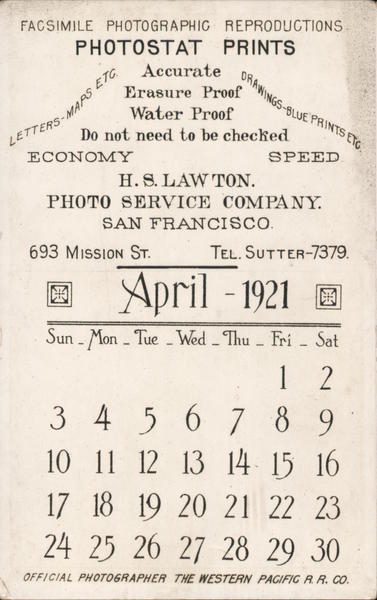 FACSIMILE PHOTOGRAPHIC REPRODUCTIONS
PHOTOSTAT PRINTS
LETTERS-MAPS ETC.
Accurate
Erasure Proof
Water Proof
DRAWINGS-BLUE PRINTS ETC.
Do not need to be checked
ECONOMY SPEED
H.S. LAWTON.
PHOTO SERVICE COMPANY.
SAN FRANCISCO.
693 MISSION ST. TEL. SUTTER-7379.
April - 1921
Sun - Mon - Tue - Wed - Thu - Fri - Sat
1 2
3 4 5 6 7 8 9
10 11 12 13 14 15 16
17 18 19 20 21 22 23
24 25 26 27 28 29 30
OFFICIAL PHOTOGRAPHER THE WESTERN PACIFIC R.R. CO.